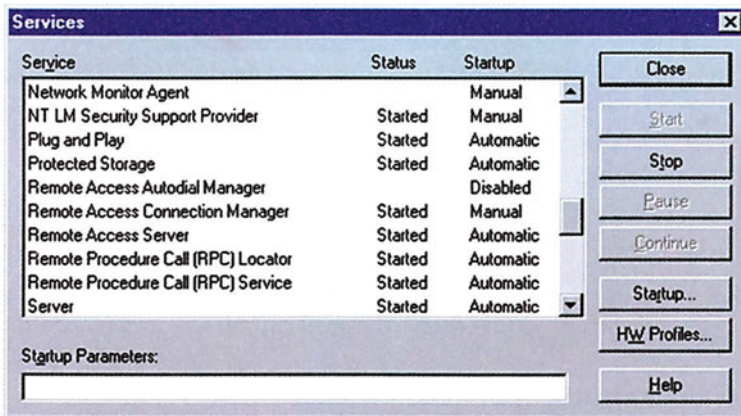 Services
Service Status Startup
Network Monitor Agent Manual
NT LM Security Support Provider Started Manual
Plug and Play Started Automatic
Protected Storage Started Automatic
Remote Access Autodial Manager Disabled
Remote Access Connection Manager Started Manual
Remote Access Server Started Automatic
Remote Procedure Call (RPC) Locator Started Automatic
Remote Procedure Call (RPC) Service Started Automatic
Server Started Automatic
Startup Parameters:
Close
Start
Stop
Pause
Continue
Startup...
HW Profiles...
Help